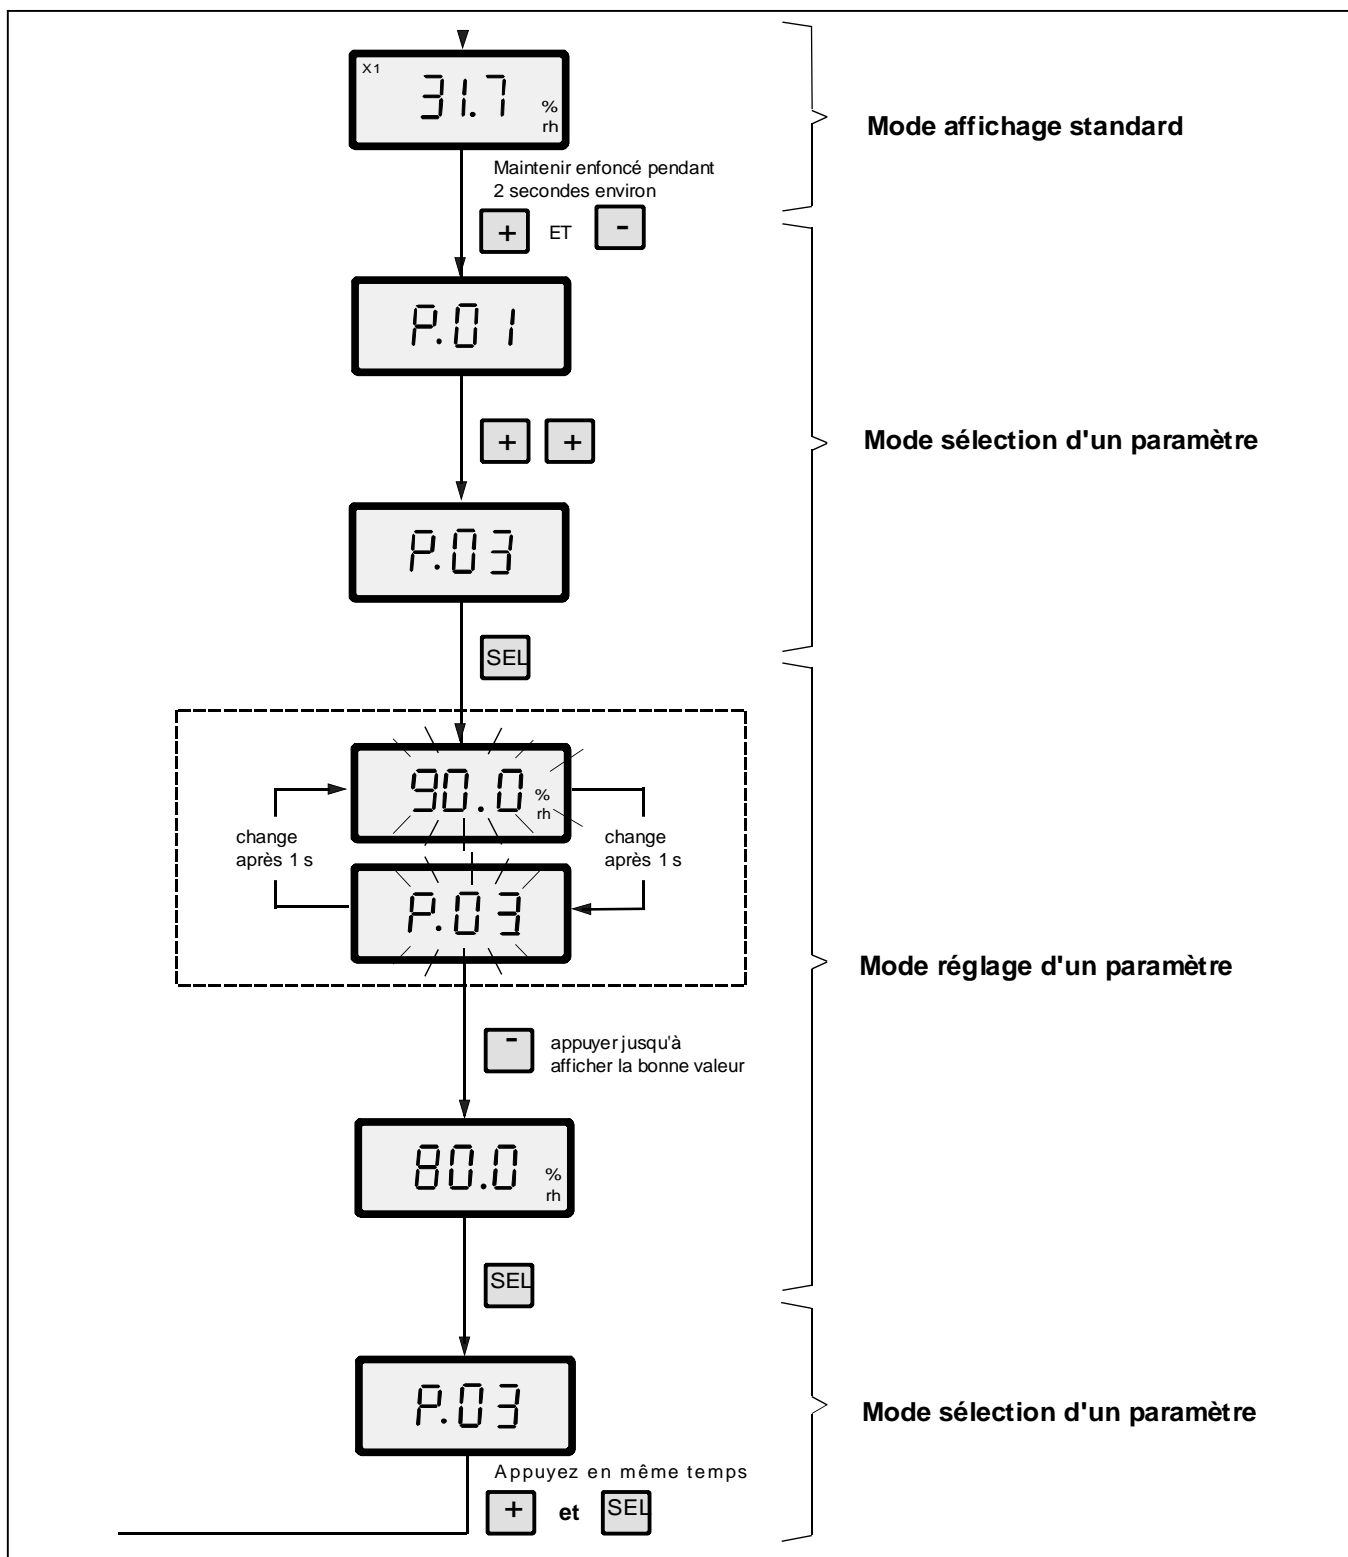 X1
31.7
%
rh
Mode affichage standard
Maintenir enfoncé pendant
2 secondes environ
+ ET -
P.01
+ +
Mode sélection d'un paramètre
P.03
SEL
90.0
%
rh
change
après 1 s
change
après 1 s
P.03
Mode réglage d'un paramètre
-
appuyer jusqu'à
afficher la bonne valeur
80.0
%
rh
SEL
P.03
Mode sélection d'un paramètre
Appuyez en même temps
+ et SEL